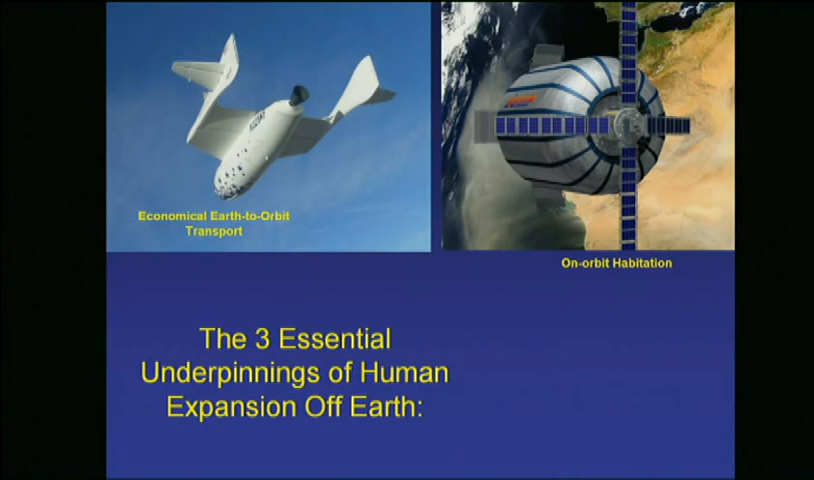 Economical Earth-to-Orbit
Transport
On-orbit Habitation
The 3 Essential
Underpinnings of Human
Expansion Off Earth: